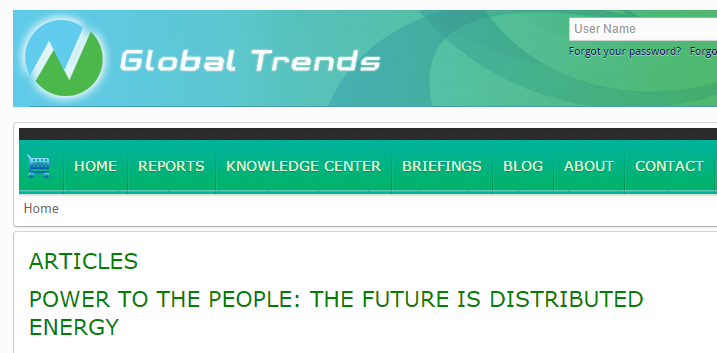 Global Trends
User Name
Forgot your password? Forgo
HOME REPORTS KNOWLEDGE CENTER BRIEFINGS BLOG ABOUT CONTACT
Home
ARTICLES
POWER TO THE PEOPLE: THE FUTURE IS DISTRIBUTED
ENERGY